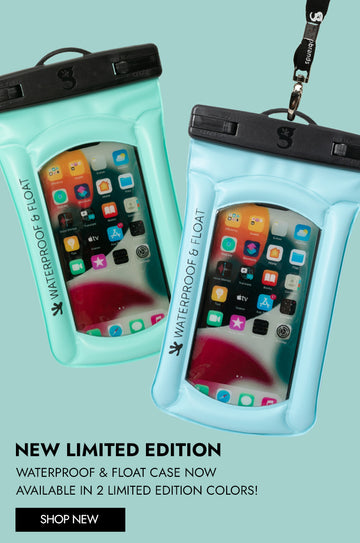 WATERPROOF & FLOAT
WATERPROOF & FLOAT
NEW LIMITED EDITION
WATERPROOF & FLOAT CASE NOW
AVAILABLE IN 2 LIMITED EDITION COLORS!
SHOP NEW